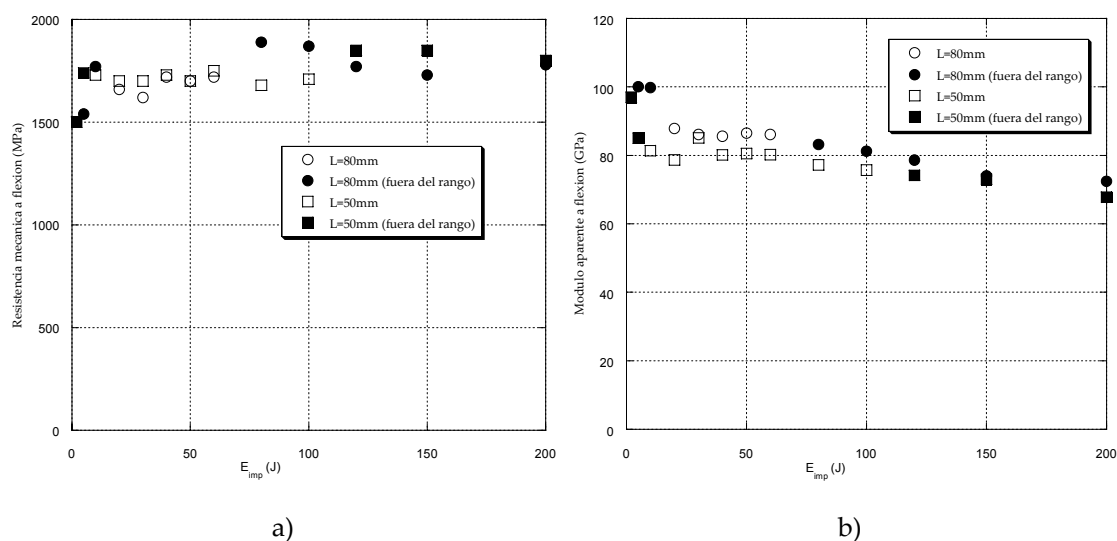 2000
1500
1000
500
0
Resistencia mecanica a flexion (MPa)
L=80mm
L=80mm (fuera del rango)
L=50mm
L=50mm (fuera del rango)
0 50 100 150 200
E_imp (J)
a)
120
100
80
60
40
20
0
Modulo aparente a flexion (GPa)
L=80mm
L=80mm (fuera del rango)
L=50mm
L=50mm (fuera del rango)
0 50 100 150 200
E_imp (J)
b)